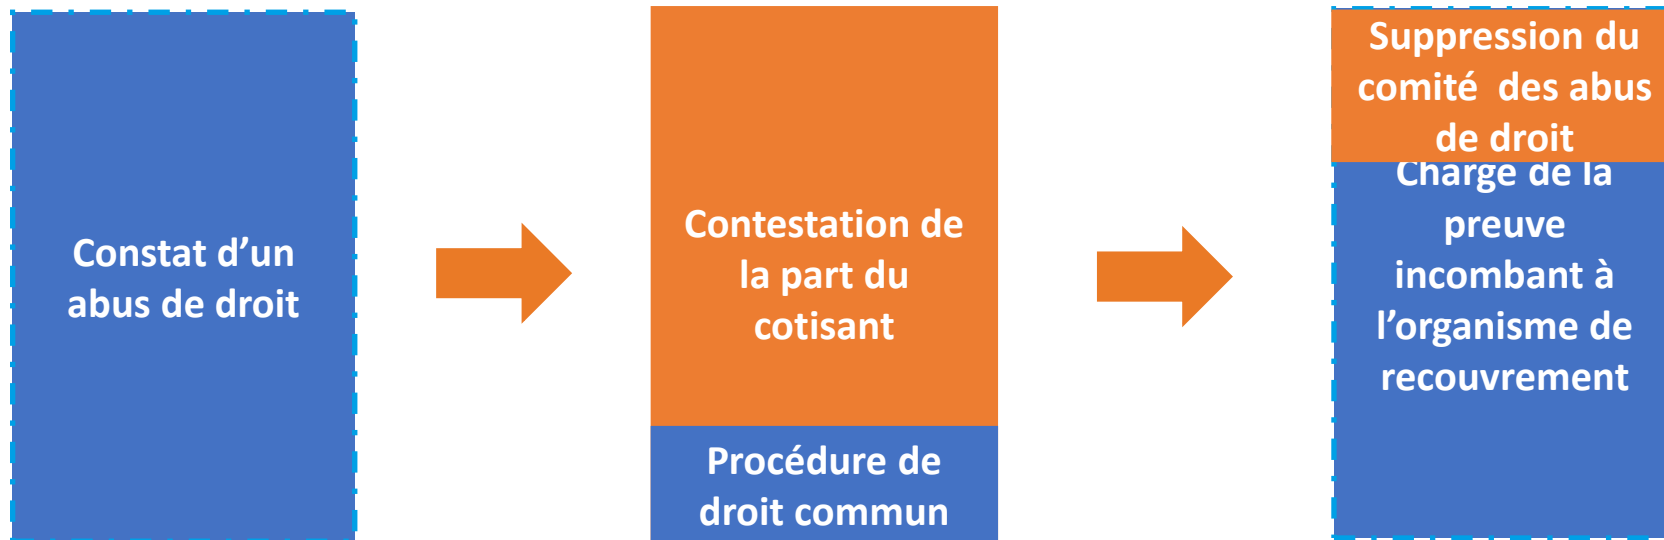 Constat d’un
abus de droit
Contestation de
la part du
cotisant
Procédure de
droit commun
Suppression du
comité des abus
de droit
Charge de la
preuve
incombant à
l’organisme de
recouvrement